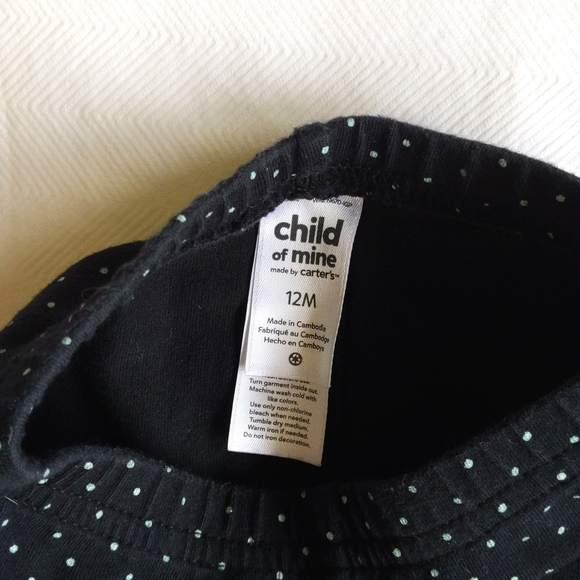 child
of mine
made by carter's™
12M
Made in Cambodia
Fabriqué au Cambodge
Hecho en Camboya
Turn garment inside out.
Machine wash cold with
like colors.
Use only non-chlorine
bleach when needed.
Tumble dry medium.
Warm iron if needed.
Do not iron decoration.